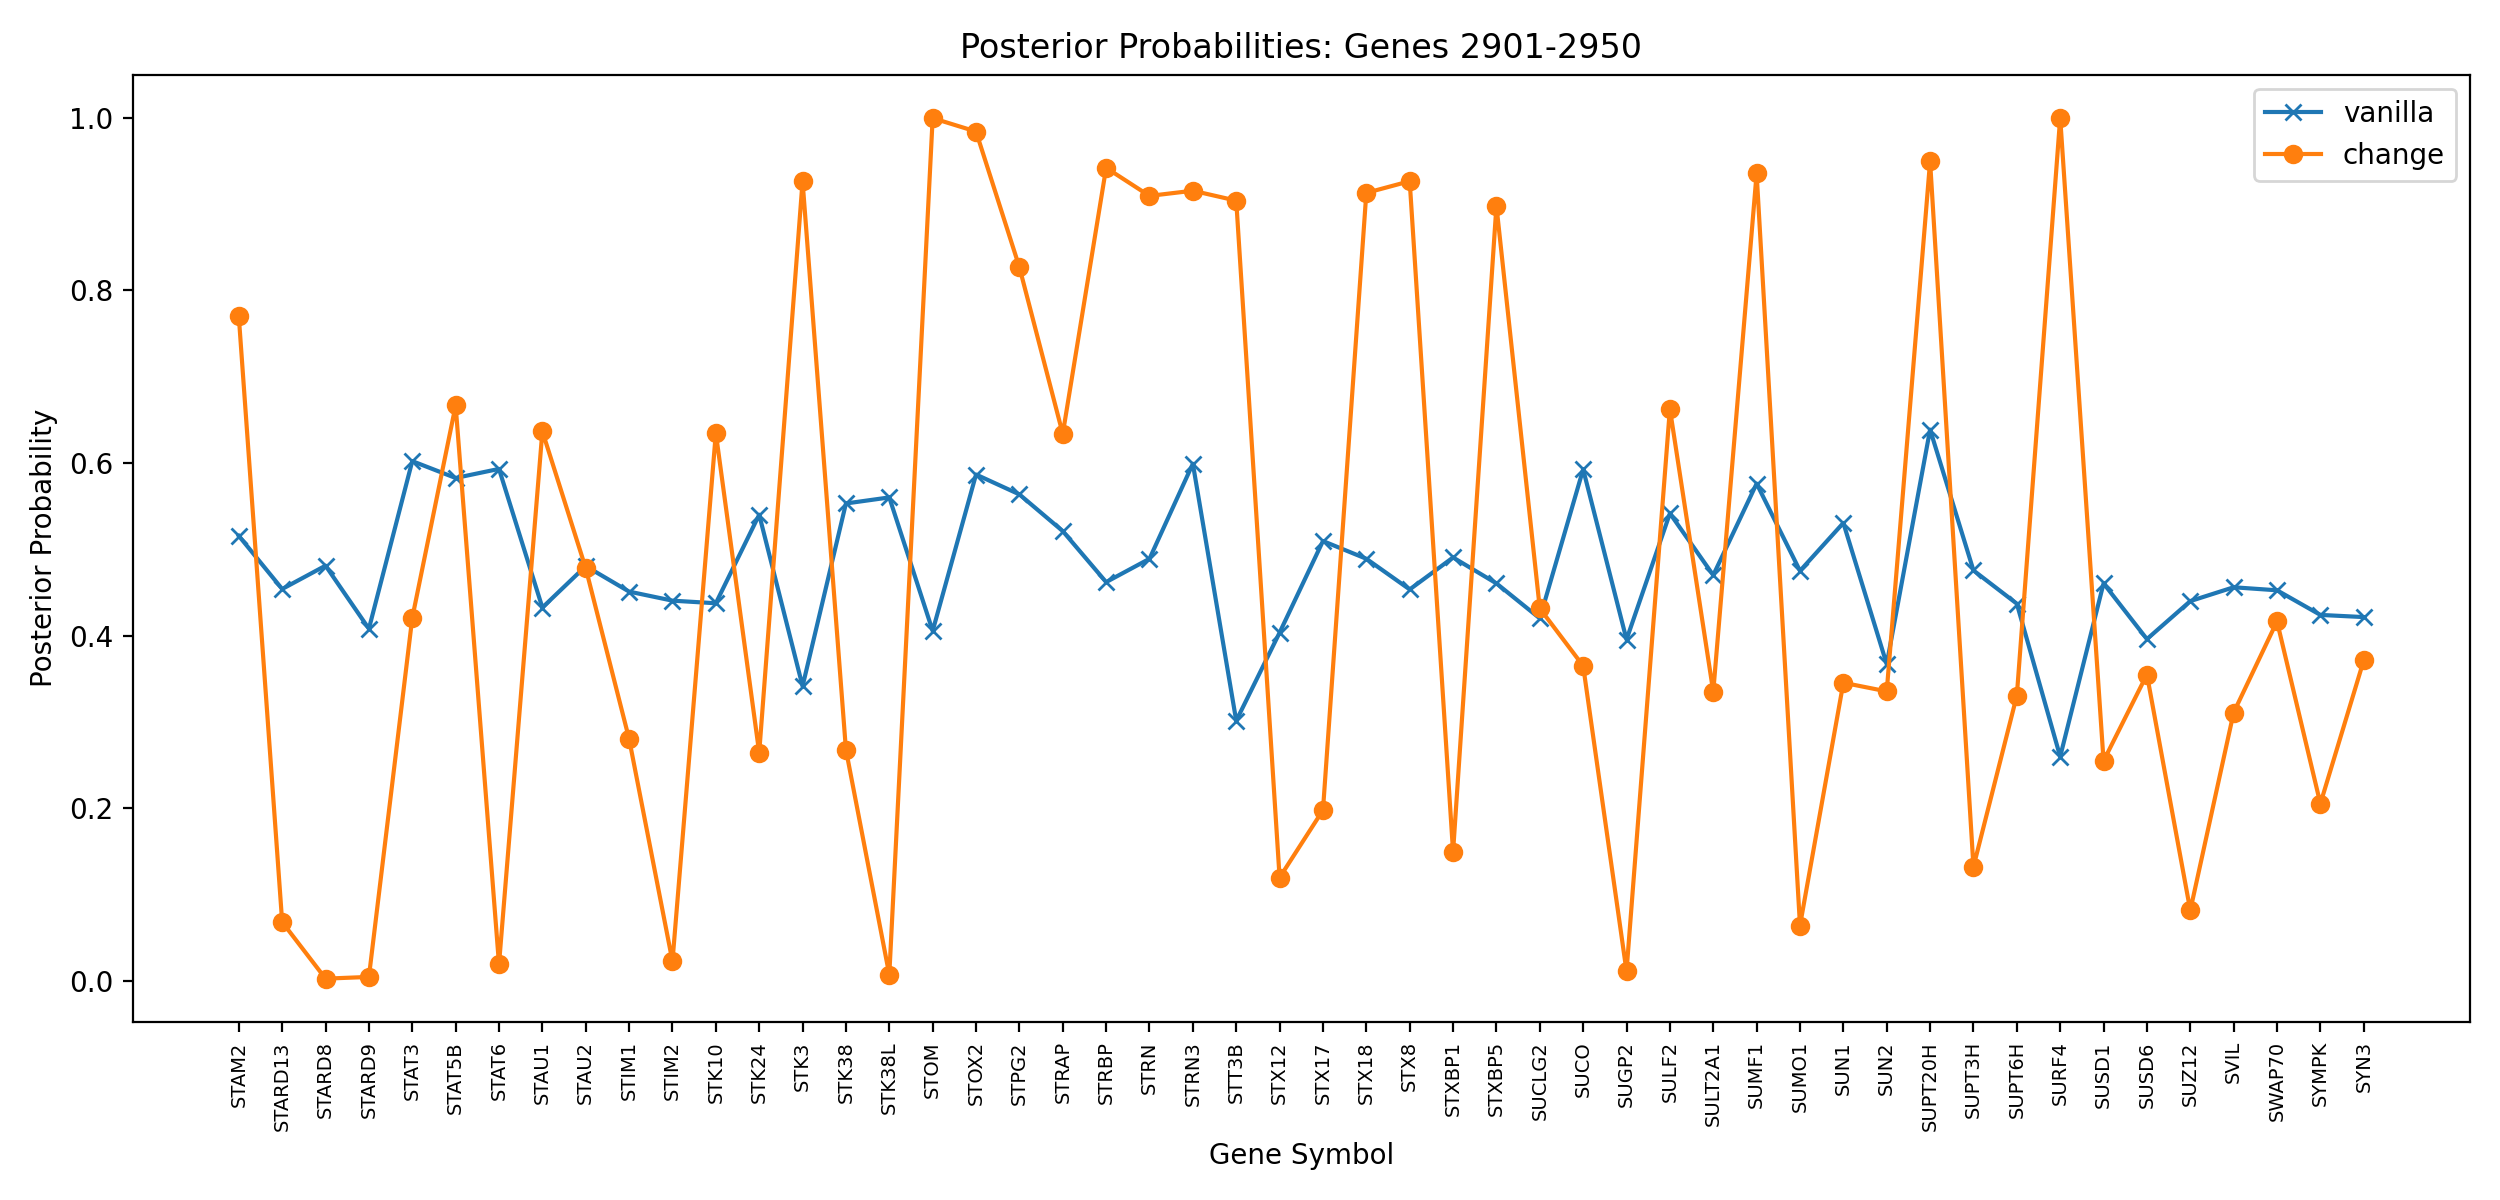 Posterior Probabilities: Genes 2901-2950
vanilla
change
Posterior Probability
1.0
0.8
0.6
0.4
0.2
0.0
STAM2
STARD13
STARD8
STARD9
STAT3
STAT5B
STAT6
STAU1
STAU2
STIM1
STIM2
STK10
STK24
STK3
STK38
STK38L
STOM
STOX2
STPG2
STRAP
STRBP
STRN
STRN3
STT3B
STX12
STX17
STX18
STX8
STXBP1
STXBP5
SUCLG2
SUCO
SUGP2
SULF2
SULT2A1
SUMF1
SUMO1
SUN1
SUN2
SUPT20H
SUPT3H
SUPT6H
SURF4
SUSD1
SUSD6
SUZ12
SVIL
SWAP70
SYMPK
SYN3
Gene Symbol